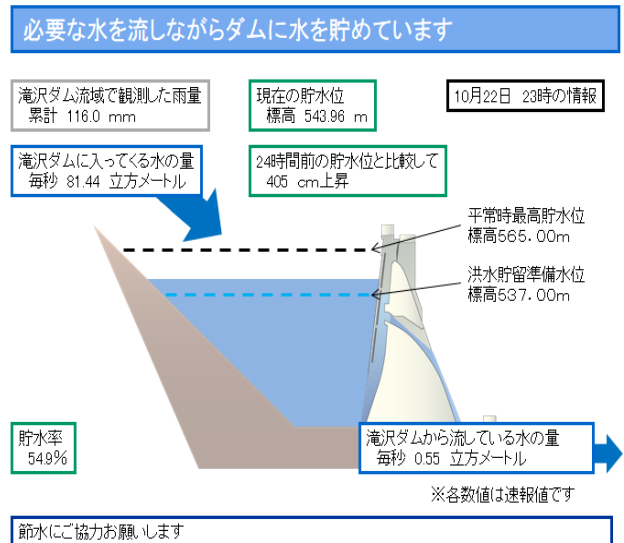 必要な水を流しながらダムに水を貯めています
滝沢ダム流域で観測した雨量
累計 116.0 mm
現在の貯水位
標高 543.96 m
10月22日 23時の情報
滝沢ダムに入ってくる水の量
毎秒 81.44 立方メートル
24時間前の貯水位と比較して
405 cm上昇
平常時最高貯水位
標高565.00m
洪水貯留準備水位
標高537.00m
貯水率
54.9%
滝沢ダムから流している水の量
毎秒 0.55 立方メートル
※各数値は速報値です
節水にご協力お願いします